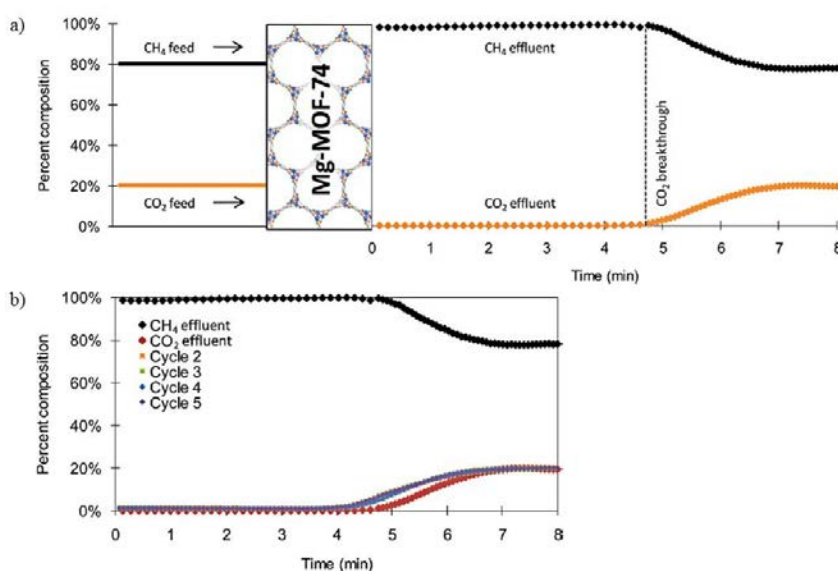 a)
100%
80%
60%
40%
20%
0%
Percent composition
CH₄ feed
CO₂ feed
Mg-MOF-74
CH₄ effluent
CO₂ effluent
CO₂ breakthrough
0 1 2 3 4 5 6 7 8
Time (min)
b)
100%
80%
60%
40%
20%
0%
Percent composition
CH₄ effluent
CO₂ effluent
Cycle 2
Cycle 3
Cycle 4
Cycle 5
0 1 2 3 4 5 6 7 8
Time (min)